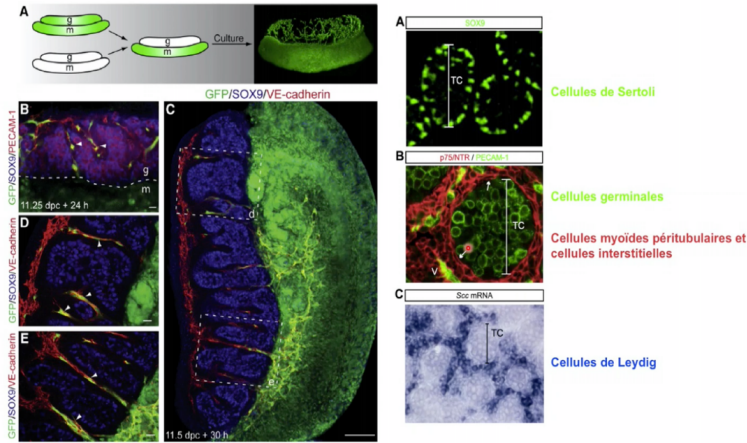 A
g
m
g
m
g
m
Culture
GFP/SOX9/VE-cadherin
B
GFP/SOX9/PECAM-1
g
m
11.25 dpc + 24 h
C
d
e
11.5 dpc + 30 h
D
GFP/SOX9/VE-cadherin
E
GFP/SOX9/VE-cadherin
A
SOX9
TC
Cellules de Sertoli
B
p75/NTR / PECAM-1
TC
V
Cellules germinales
Cellules myoïdes péritubulaires et
cellules interstitielles
C
Scc mRNA
TC
Cellules de Leydig